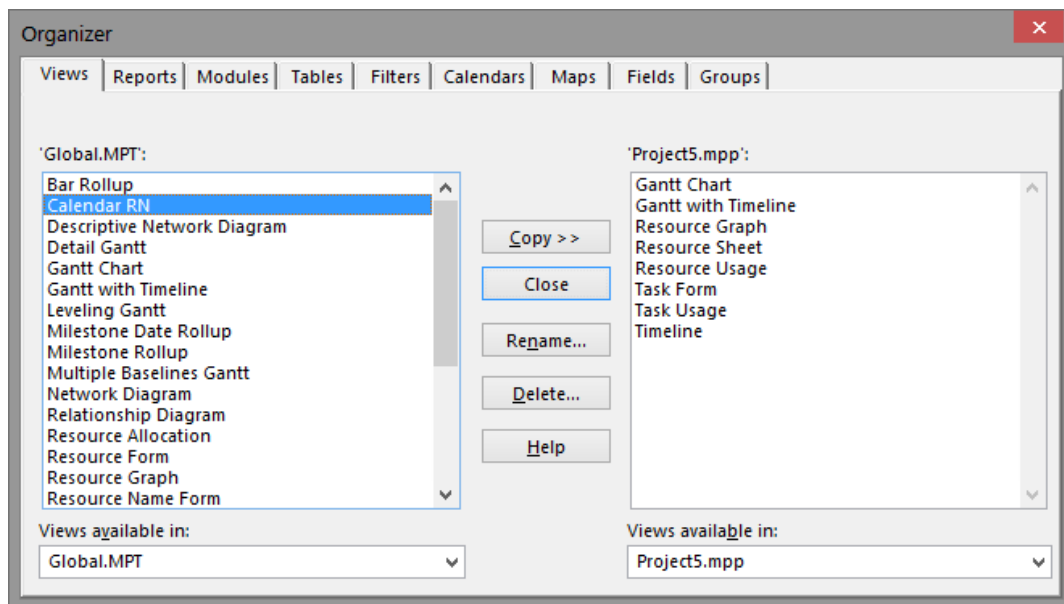 Organizer
Views Reports Modules Tables Filters Calendars Maps Fields Groups
'Global.MPT':
Bar Rollup
Calendar RN
Descriptive Network Diagram
Detail Gantt
Gantt Chart
Gantt with Timeline
Leveling Gantt
Milestone Date Rollup
Milestone Rollup
Multiple Baselines Gantt
Network Diagram
Relationship Diagram
Resource Allocation
Resource Form
Resource Graph
Resource Name Form
Views available in:
Global.MPT
Copy >>
Close
Rename...
Delete...
Help
'Project5.mpp':
Gantt Chart
Gantt with Timeline
Resource Graph
Resource Sheet
Resource Usage
Task Form
Task Usage
Timeline
Views available in:
Project5.mpp